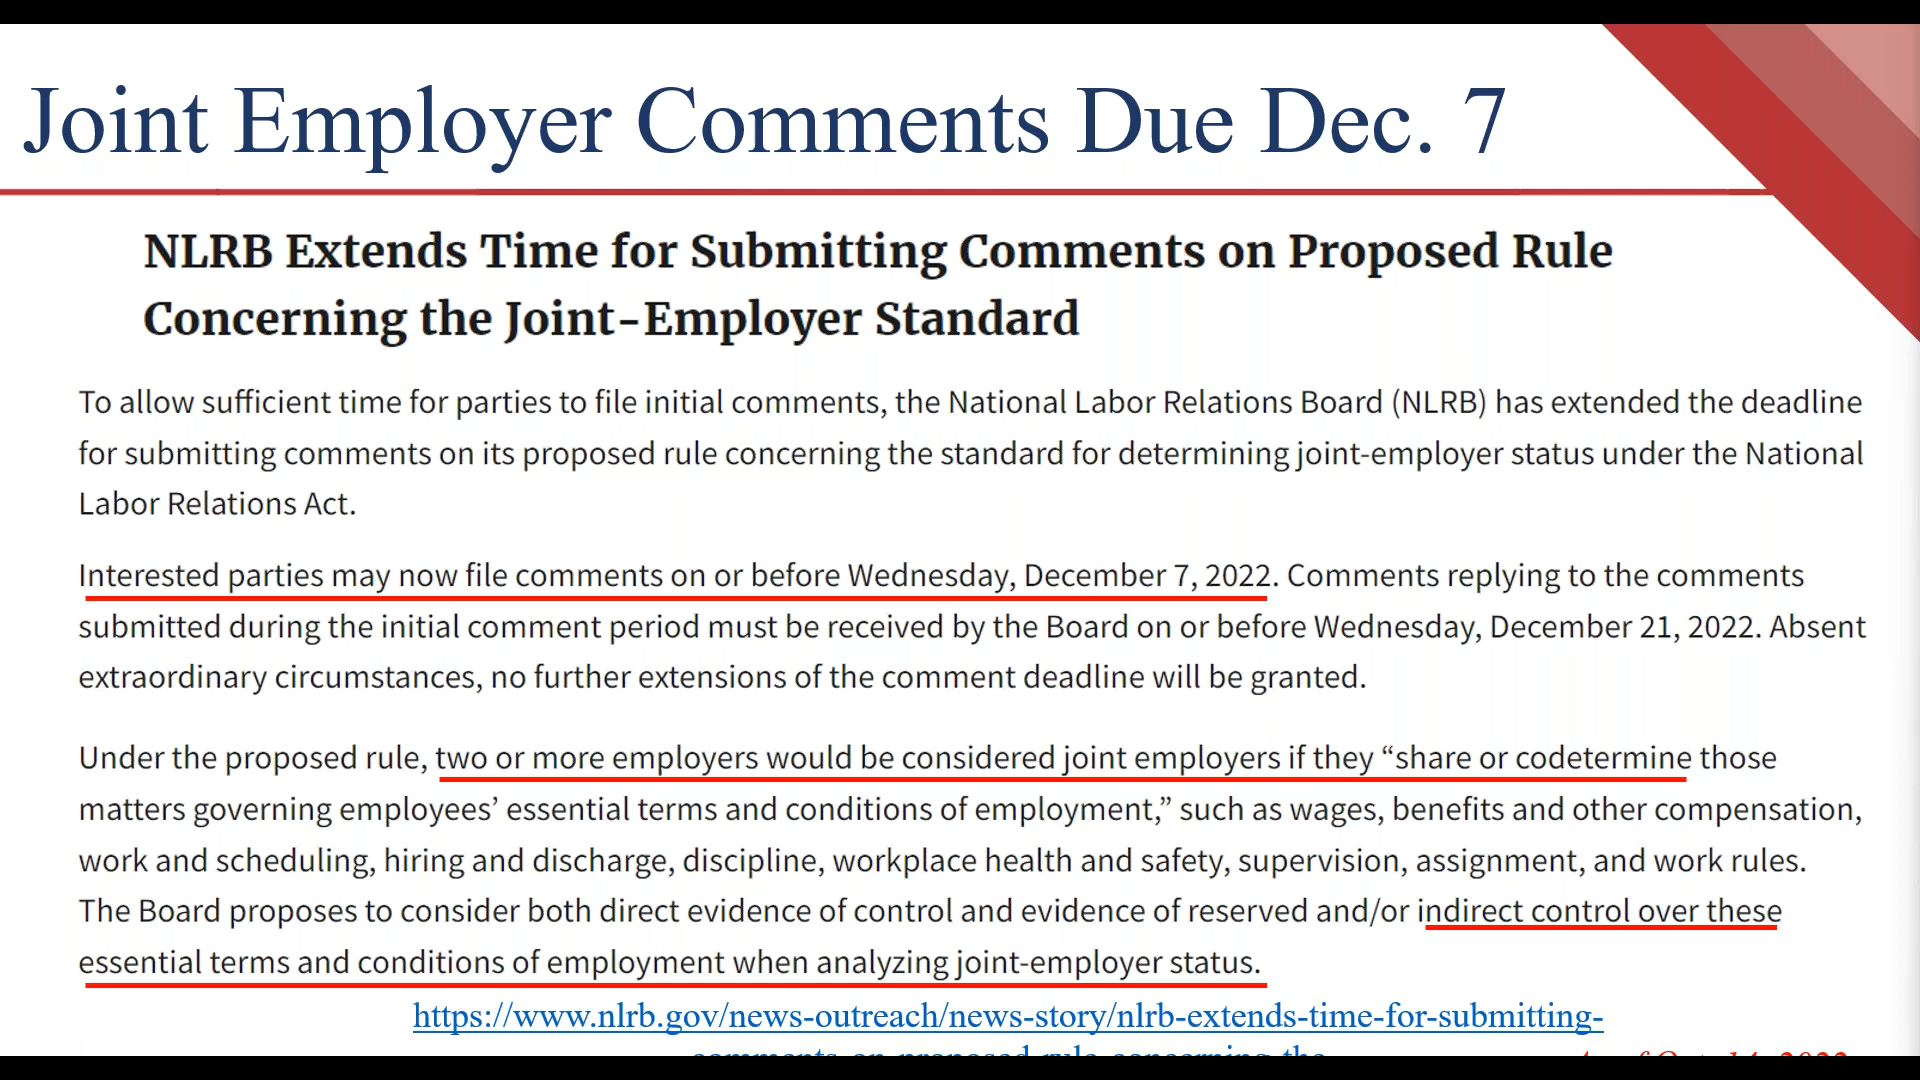 Joint Employer Comments Due Dec. 7
NLRB Extends Time for Submitting Comments on Proposed Rule
Concerning the Joint-Employer Standard
To allow sufficient time for parties to file initial comments, the National Labor Relations Board (NLRB) has extended the deadline
for submitting comments on its proposed rule concerning the standard for determining joint-employer status under the National
Labor Relations Act.
Interested parties may now file comments on or before Wednesday, December 7, 2022. Comments replying to the comments
submitted during the initial comment period must be received by the Board on or before Wednesday, December 21, 2022. Absent
extraordinary circumstances, no further extensions of the comment deadline will be granted.
Under the proposed rule, two or more employers would be considered joint employers if they “share or codetermine those
matters governing employees’ essential terms and conditions of employment,” such as wages, benefits and other compensation,
work and scheduling, hiring and discharge, discipline, workplace health and safety, supervision, assignment, and work rules.
The Board proposes to consider both direct evidence of control and evidence of reserved and/or indirect control over these
essential terms and conditions of employment when analyzing joint-employer status.
https://www.nlrb.gov/news-outreach/news-story/nlrb-extends-time-for-submitting-
comments-on-proposed-rule-concerning-the